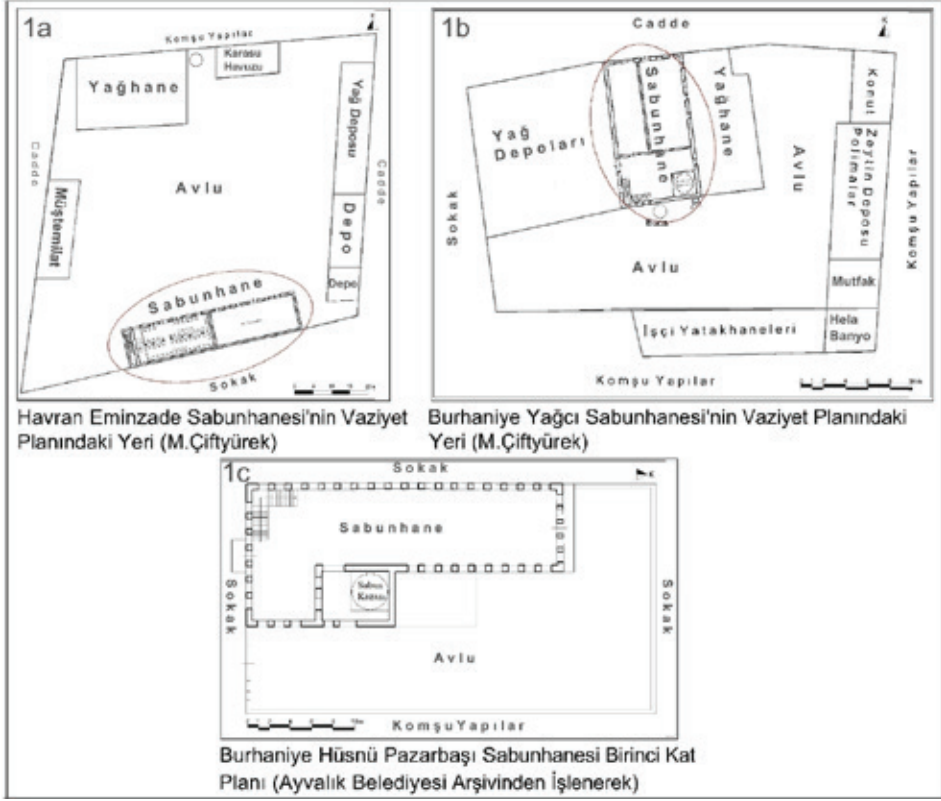 1a
K
Komşu Yapılar
Karasu
Havuzu
Yağhane
Yağ Deposu
Cadde
Cadde
Avlu
Müştemilat
Depo
Depo
Sabunhane
Sokak
Havran Eminzade Sabunhanesi'nin Vaziyet
Planındaki Yeri (M.Çiftyürek)
1b
Cadde
K
Sabunhane
Yağhane
Konut
Yağ
Depoları
Avlu
Zeytin Deposu
Polimalar
Komşu Yapılar
Sokak
Avlu
Mutfak
İşçi Yatakhaneleri
Hela
Banyo
Komşu Yapılar
Burhaniye Yağcı Sabunhanesi'nin Vaziyet Planındaki
Yeri (M.Çiftyürek)
1c
Sokak
K
Sabunhane
Sabun
Kazanı
Sokak
Sokak
Avlu
Komşu Yapılar
Burhaniye Hüsnü Pazarbaşı Sabunhanesi Birinci Kat
Planı (Ayvalık Belediyesi Arşivinden İşlenerek)